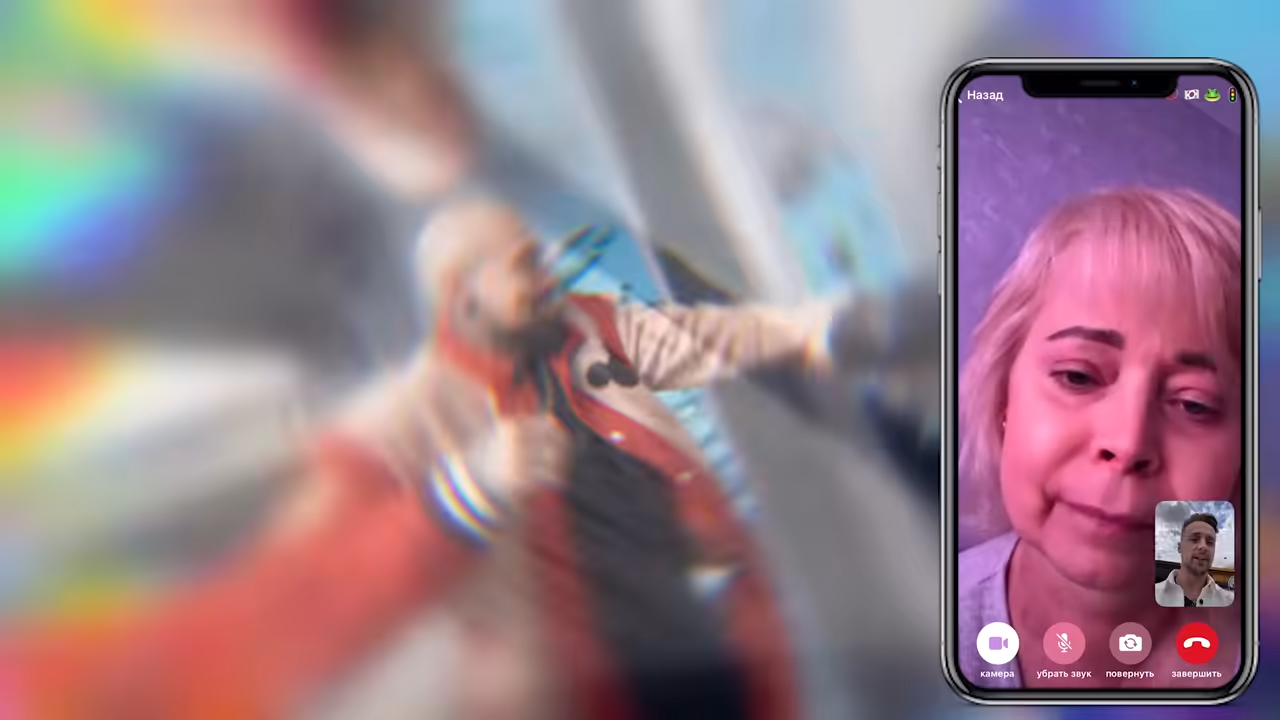 Назад
камера
убрать звук
повернуть
завершить